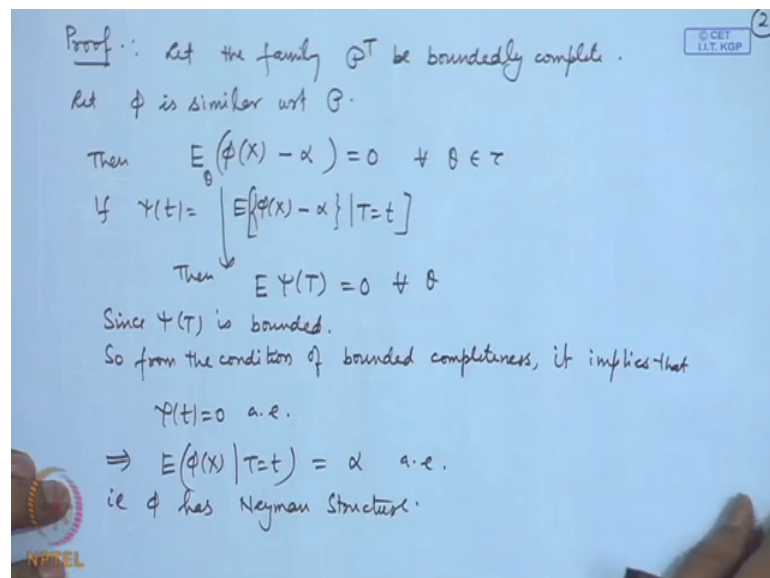 2
© CET
I.I.T. KGP
Proof : Let the family 𝒫ᵀ be boundedly complete.
Let ϕ is similar wrt 𝒫.
Then E_θ (ϕ(X) − α) = 0 ∀ θ ∈ τ
If Ψ(t) = E[{ϕ(X) − α} | T=t]
Then E Ψ(T) = 0 ∀ θ
Since Ψ(T) is bounded.
So from the condition of bounded completeness, it implies that
Ψ(t) = 0 a.e.
⇒ E(ϕ(X) | T=t) = α a.e.
ie ϕ has Neyman Structure.
NPTEL